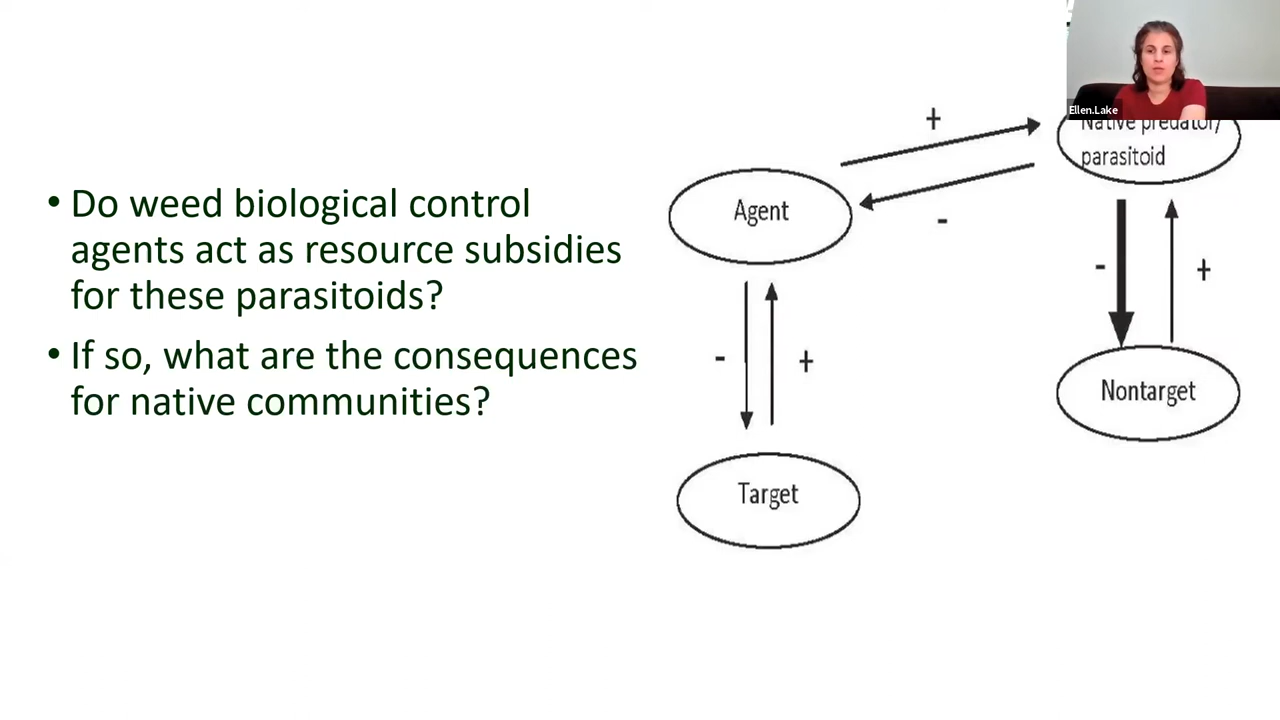 • Do weed biological control
agents act as resource subsidies
for these parasitoids?
• If so, what are the consequences
for native communities?
Ellen.Lake
+
Native predator/
parasitoid
Agent
-
-
+
-
+
Nontarget
Target